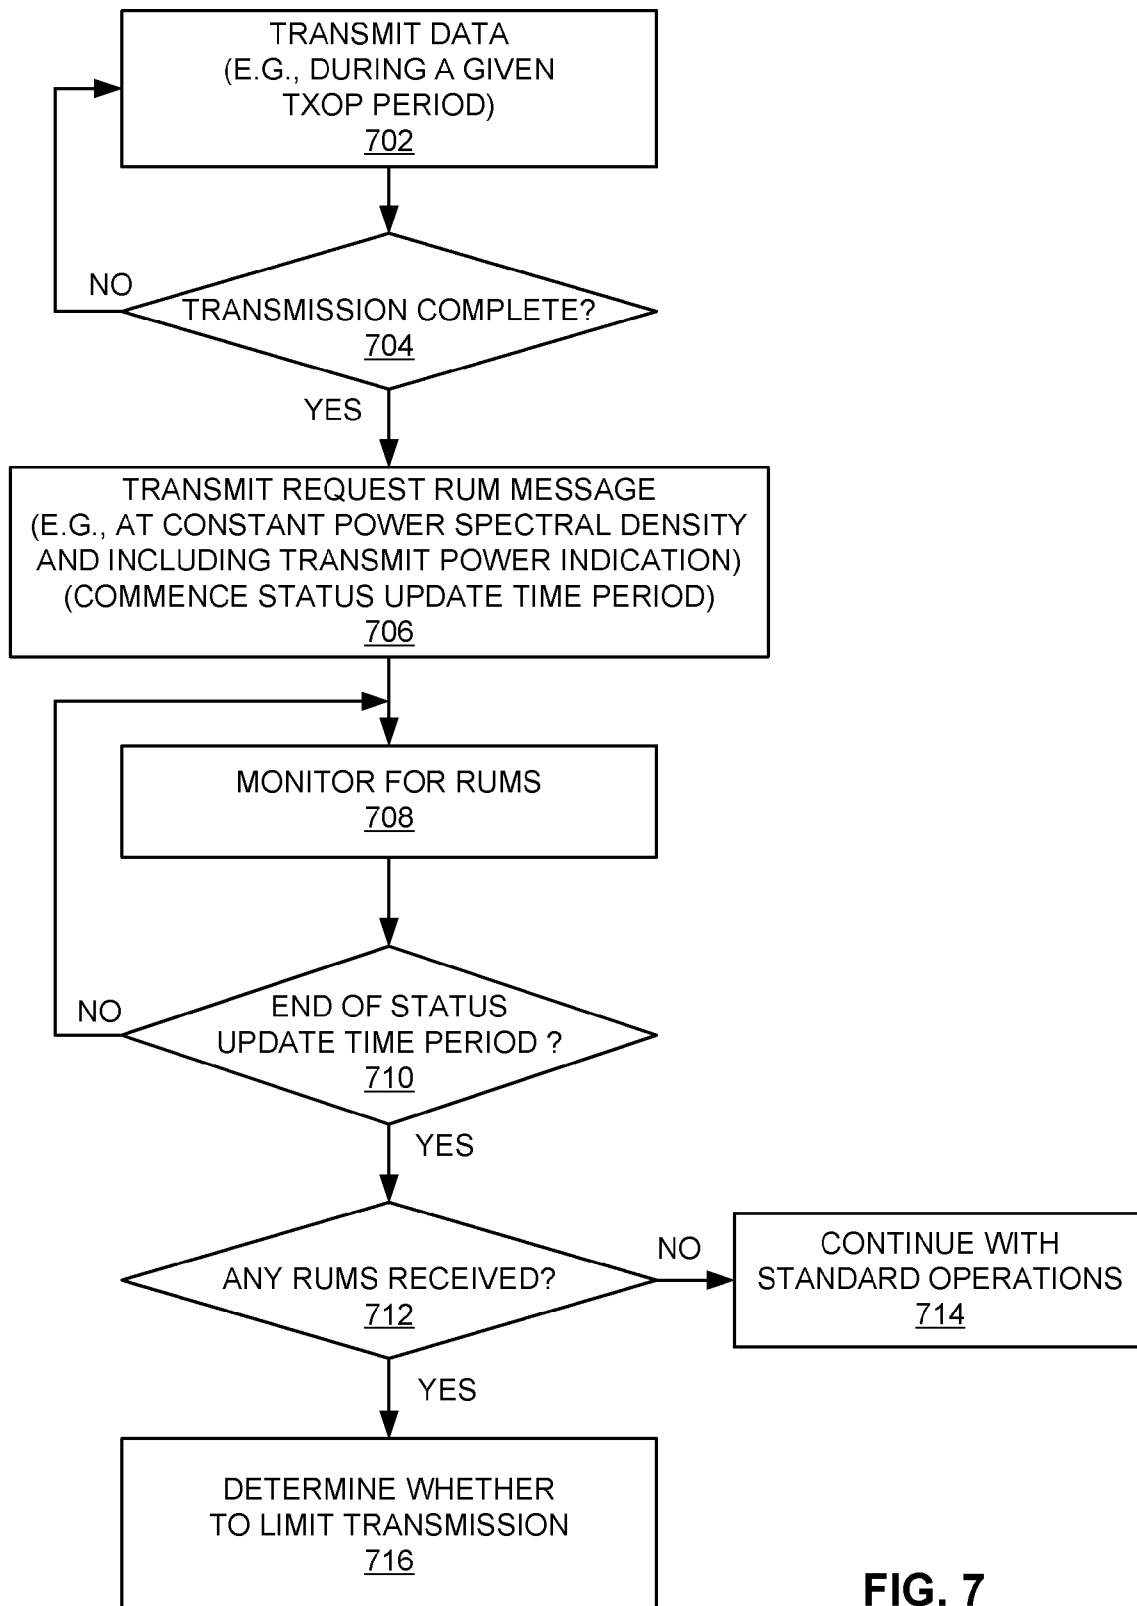 TRANSMIT DATA
(E.G., DURING A GIVEN
TXOP PERIOD)
702
NO
TRANSMISSION COMPLETE?
704
YES
TRANSMIT REQUEST RUM MESSAGE
(E.G., AT CONSTANT POWER SPECTRAL DENSITY
AND INCLUDING TRANSMIT POWER INDICATION)
(COMMENCE STATUS UPDATE TIME PERIOD)
706
MONITOR FOR RUMS
708
NO
END OF STATUS
UPDATE TIME PERIOD ?
710
YES
ANY RUMS RECEIVED?
712
NO
CONTINUE WITH
STANDARD OPERATIONS
714
YES
DETERMINE WHETHER
TO LIMIT TRANSMISSION
716
FIG. 7